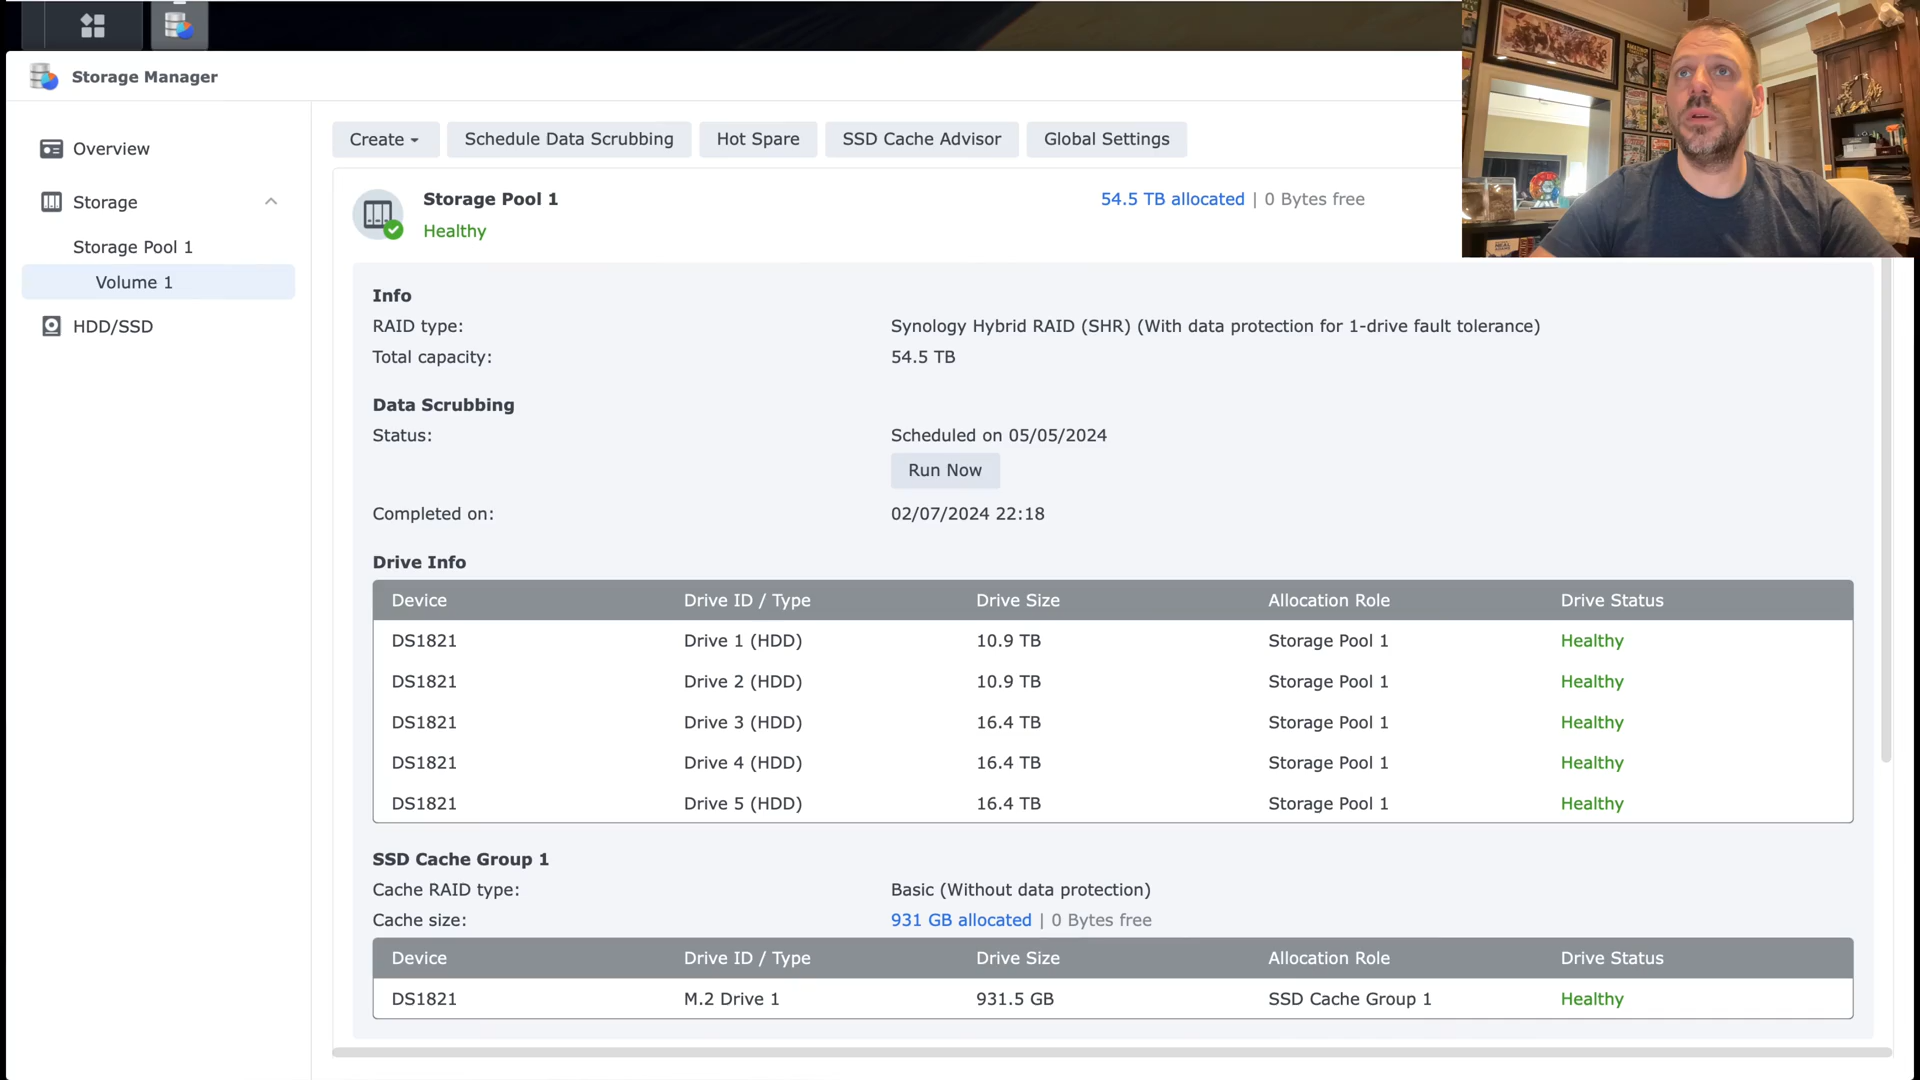 Storage Manager
Overview
Storage
Storage Pool 1
Volume 1
HDD/SSD
Create
Schedule Data Scrubbing
Hot Spare
SSD Cache Advisor
Global Settings
Storage Pool 1
54.5 TB allocated | 0 Bytes free
Healthy
Info
RAID type: Synology Hybrid RAID (SHR) (With data protection for 1-drive fault tolerance)
Total capacity: 54.5 TB
Data Scrubbing
Status: Scheduled on 05/05/2024
Run Now
Completed on: 02/07/2024 22:18
Drive Info
Device Drive ID / Type Drive Size Allocation Role Drive Status
DS1821 Drive 1 (HDD) 10.9 TB Storage Pool 1 Healthy
DS1821 Drive 2 (HDD) 10.9 TB Storage Pool 1 Healthy
DS1821 Drive 3 (HDD) 16.4 TB Storage Pool 1 Healthy
DS1821 Drive 4 (HDD) 16.4 TB Storage Pool 1 Healthy
DS1821 Drive 5 (HDD) 16.4 TB Storage Pool 1 Healthy
SSD Cache Group 1
Cache RAID type: Basic (Without data protection)
Cache size: 931 GB allocated | 0 Bytes free
Device Drive ID / Type Drive Size Allocation Role Drive Status
DS1821 M.2 Drive 1 931.5 GB SSD Cache Group 1 Healthy